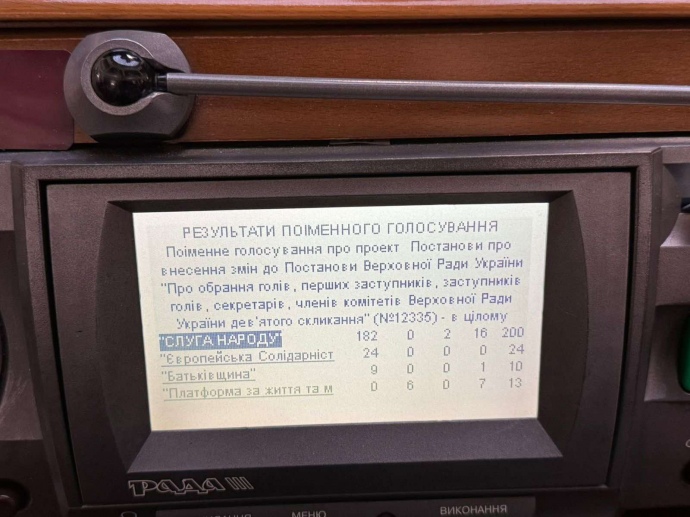 РЕЗУЛЬТАТИ ПОІМЕННОГО ГОЛОСУВАННЯ
Поіменне голосування про проект Постанови про
внесення змін до Постанови Верховної Ради України
"Про обрання голів, перших заступників, заступників
голів, секретарів, членів комітетів Верховної Ради
України дев'ятого скликання" (№12335) - в цілому
"СЛУГА НАРОДУ" 182 0 2 16 200
"Європейська Солідарніст 24 0 0 0 24
"Батьківщина" 9 0 0 1 10
"Платформа за життя та м 0 6 0 7 13
РАДА III
МЕНЮ
ВИКОНАННЯ